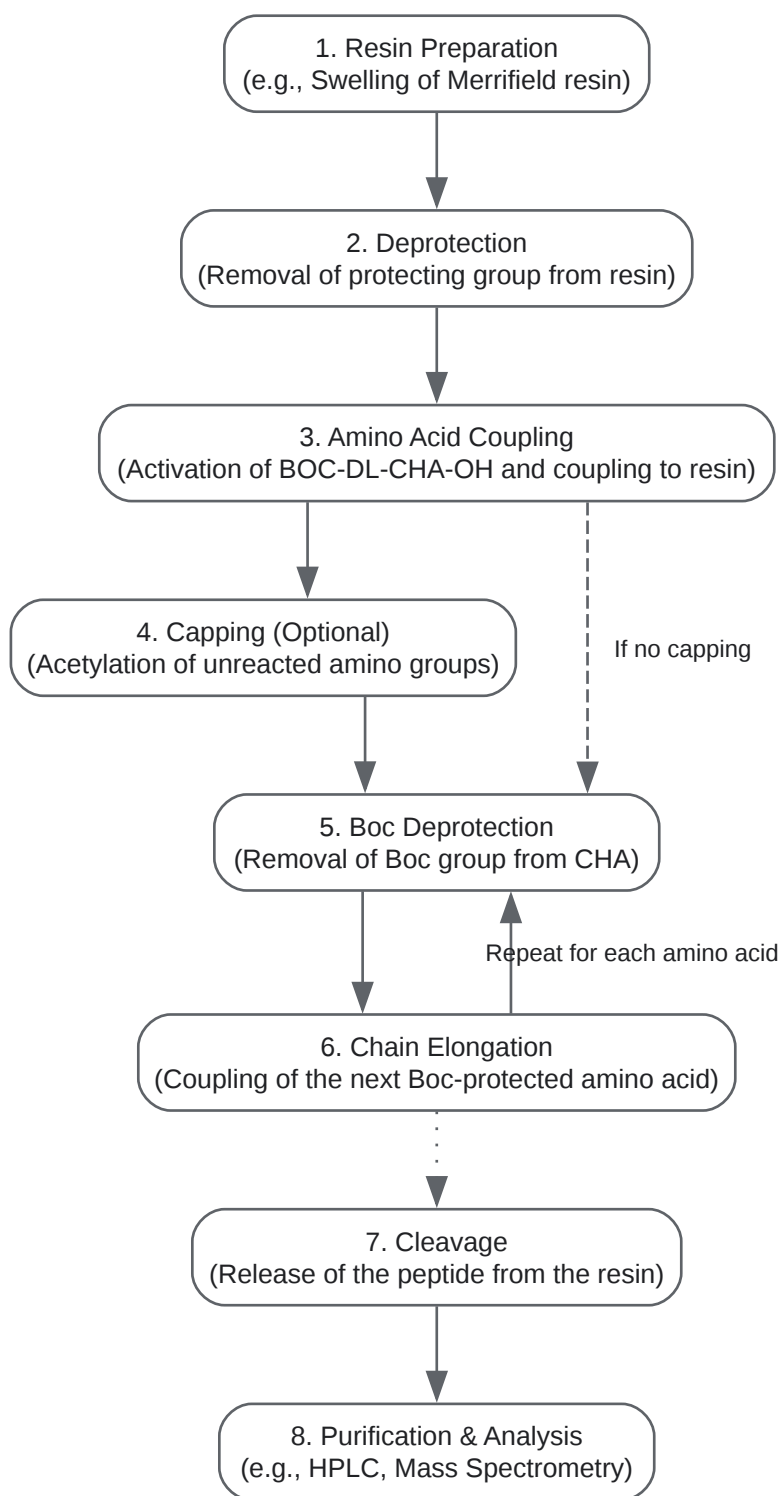 1. Resin Preparation
(e.g., Swelling of Merrifield resin)
2. Deprotection
(Removal of protecting group from resin)
3. Amino Acid Coupling
(Activation of BOC-DL-CHA-OH and coupling to resin)
4. Capping (Optional)
(Acetylation of unreacted amino groups)
If no capping
5. Boc Deprotection
(Removal of Boc group from CHA)
Repeat for each amino acid
6. Chain Elongation
(Coupling of the next Boc-protected amino acid)
7. Cleavage
(Release of the peptide from the resin)
8. Purification & Analysis
(e.g., HPLC, Mass Spectrometry)